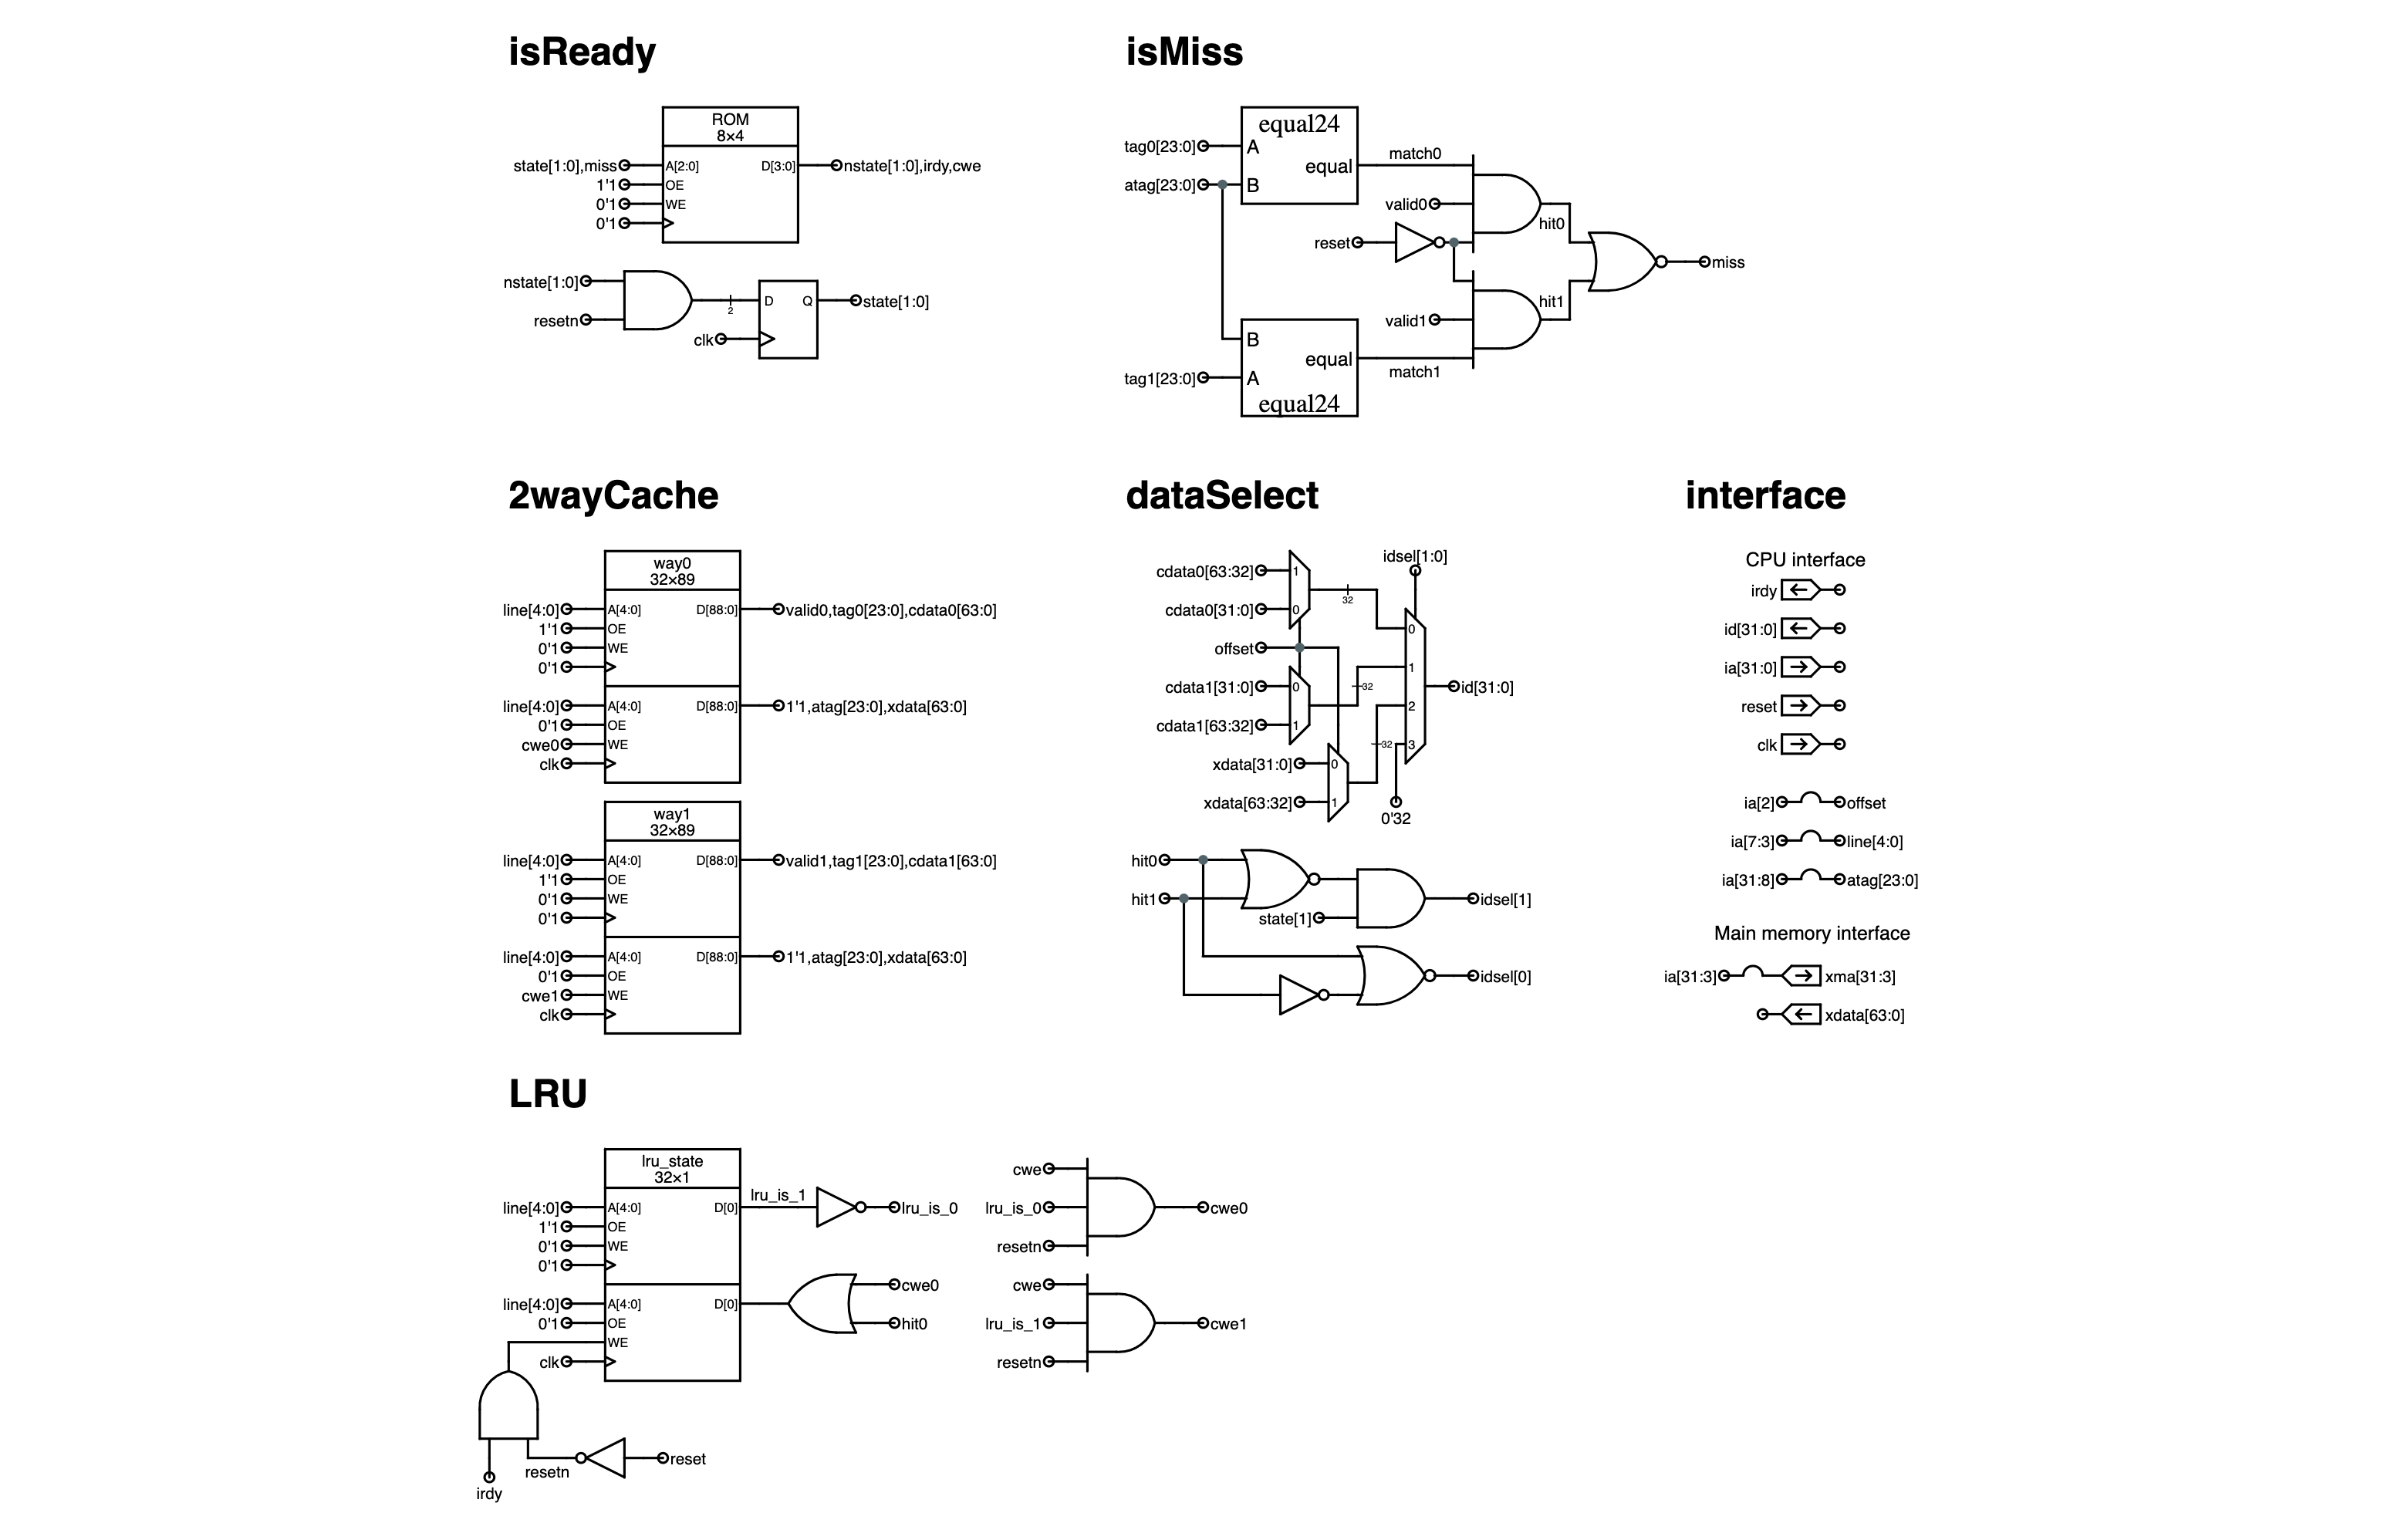 isReady
ROM
8×4
state[1:0],miss
A[2:0]
D[3:0]
nstate[1:0],irdy,cwe
1'1
OE
0'1
WE
0'1
nstate[1:0]
resetn
2
D
Q
state[1:0]
clk
isMiss
equal24
tag0[23:0]
A
equal
match0
atag[23:0]
B
valid0
hit0
reset
miss
hit1
valid1
B
equal
match1
tag1[23:0]
A
equal24
2wayCache
way0
32×89
line[4:0]
A[4:0]
D[88:0]
valid0,tag0[23:0],cdata0[63:0]
1'1
OE
0'1
WE
0'1
line[4:0]
A[4:0]
D[88:0]
1'1,atag[23:0],xdata[63:0]
0'1
OE
cwe0
WE
clk
way1
32×89
line[4:0]
A[4:0]
D[88:0]
valid1,tag1[23:0],cdata1[63:0]
1'1
OE
0'1
WE
0'1
line[4:0]
A[4:0]
D[88:0]
1'1,atag[23:0],xdata[63:0]
0'1
OE
cwe1
WE
clk
dataSelect
idsel[1:0]
cdata0[63:32]
1
32
cdata0[31:0]
0
0
offset
1
cdata1[31:0]
0
32
id[31:0]
2
cdata1[63:32]
1
32
3
xdata[31:0]
0
xdata[63:32]
1
0'32
hit0
hit1
idsel[1]
state[1]
idsel[0]
interface
CPU interface
irdy
id[31:0]
ia[31:0]
reset
clk
ia[2]
offset
ia[7:3]
line[4:0]
ia[31:8]
atag[23:0]
Main memory interface
ia[31:3]
xma[31:3]
xdata[63:0]
LRU
lru_state
32×1
line[4:0]
A[4:0]
D[0]
lru_is_1
lru_is_0
1'1
OE
0'1
WE
0'1
line[4:0]
A[4:0]
D[0]
cwe0
hit0
0'1
OE
WE
clk
resetn
reset
irdy
cwe
lru_is_0
cwe0
resetn
cwe
lru_is_1
cwe1
resetn